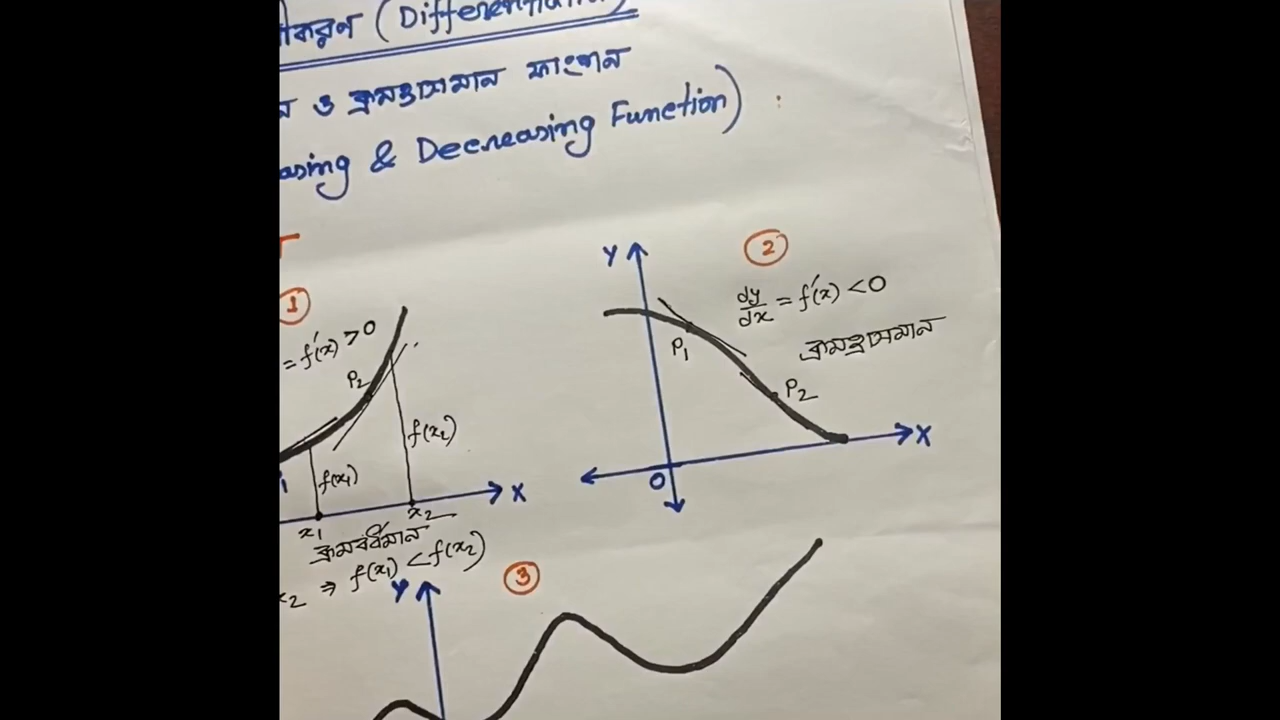 (Differentiation)
ও ক্রমহ্রাসমান ফাংশন
asing & Decreasing Function)
1
= f'(x) > 0
P2
f(x2)
f(x1)
X
x1
x2
ক্রমবর্ধমান
x2 ⇒ f(x1) < f(x2)
2
Y
dy/dx = f'(x) < 0
ক্রমহ্রাসমান
P1
P2
X
O
3
Y